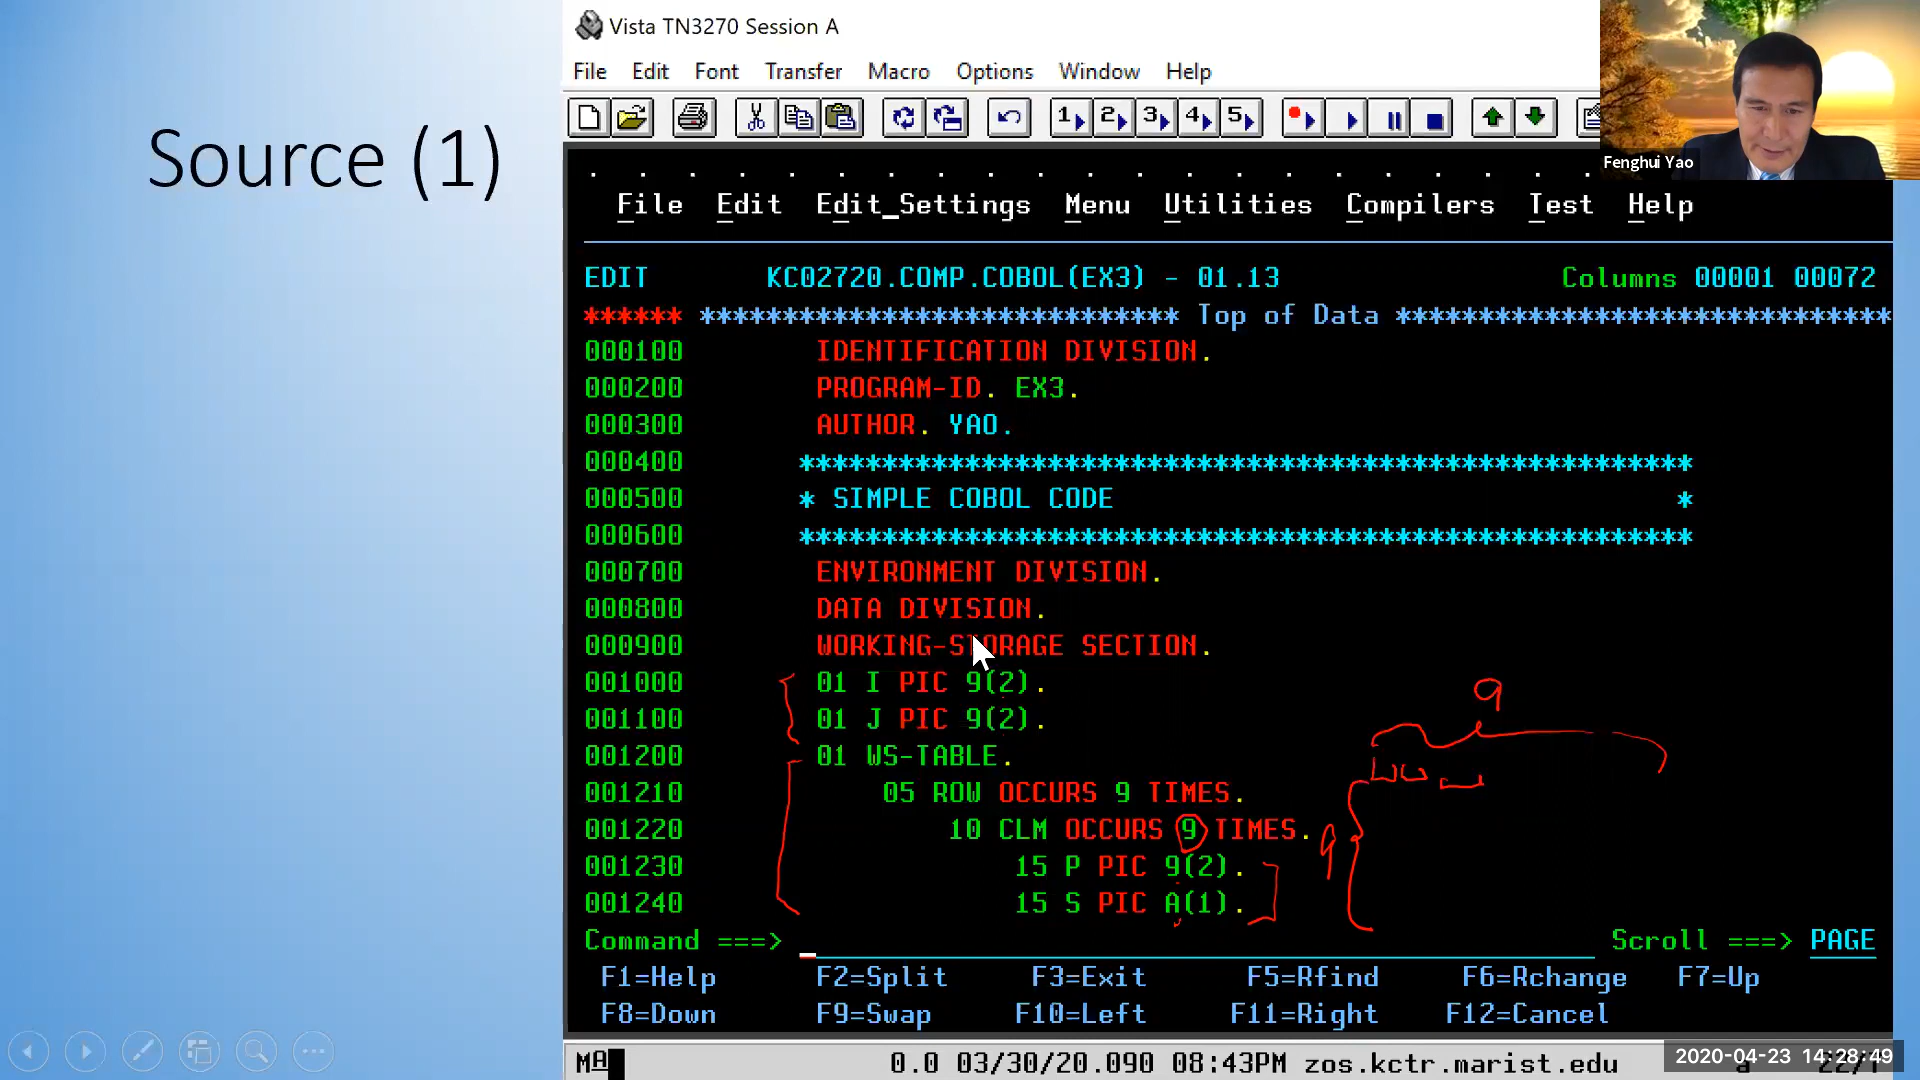 Source (1)
Vista TN3270 Session A
File Edit Font Transfer Macro Options Window Help
1 2 3 4 5
Fenghui Yao
File Edit Edit_Settings Menu Utilities Compilers Test Help
EDIT KC02720.COMP.COBOL(EX3) - 01.13 Columns 00001 00072
****** ***************************** Top of Data ******************************
000100 IDENTIFICATION DIVISION.
000200 PROGRAM-ID. EX3.
000300 AUTHOR. YAO.
000400 ******************************************************
000500 * SIMPLE COBOL CODE *
000600 ******************************************************
000700 ENVIRONMENT DIVISION.
000800 DATA DIVISION.
000900 WORKING-STORAGE SECTION.
001000 01 I PIC 9(2).
001100 01 J PIC 9(2).
001200 01 WS-TABLE.
001210 05 ROW OCCURS 9 TIMES.
001220 10 CLM OCCURS 9 TIMES.
001230 15 P PIC 9(2).
001240 15 S PIC A(1).
9
9
Command ===> Scroll ===> PAGE
F1=Help F2=Split F3=Exit F5=Rfind F6=Rchange F7=Up
F8=Down F9=Swap F10=Left F11=Right F12=Cancel
MA 0.0 03/30/20.090 08:43PM zos.kctr.marist.edu
2020-04-23 14:28:49